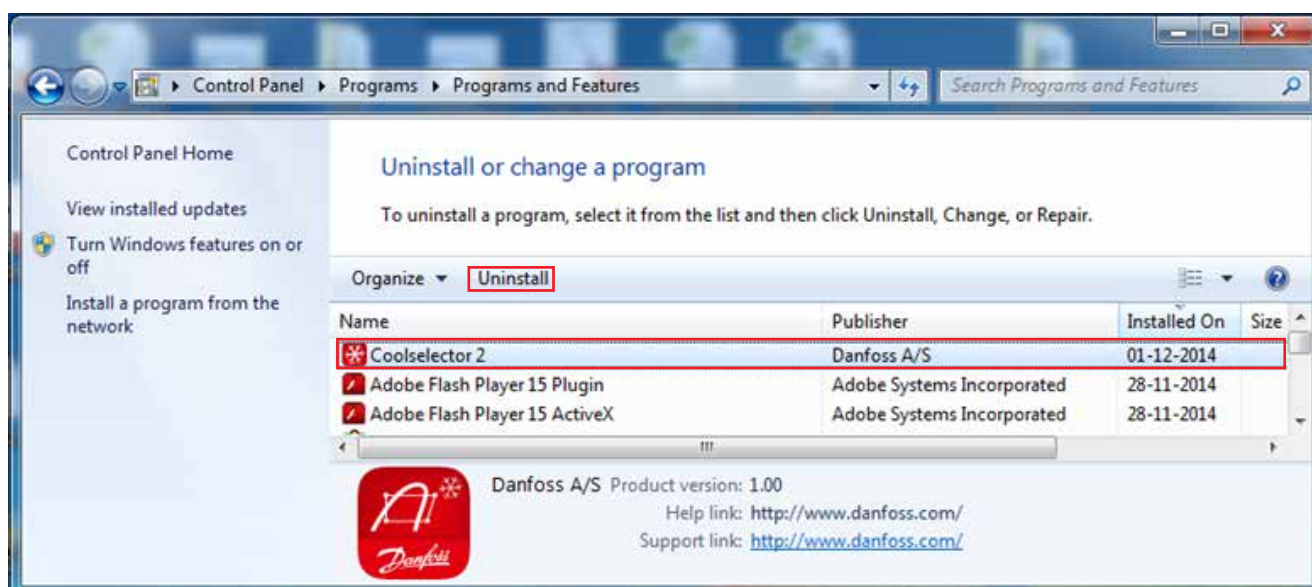 Control Panel Programs Programs and Features Search Programs and Features
Control Panel Home
View installed updates
Turn Windows features on or
off
Install a program from the
network
Uninstall or change a program
To uninstall a program, select it from the list and then click Uninstall, Change, or Repair.
Organize Uninstall
Name Publisher Installed On Size
Coolselector 2 Danfoss A/S 01-12-2014
Adobe Flash Player 15 Plugin Adobe Systems Incorporated 28-11-2014
Adobe Flash Player 15 ActiveX Adobe Systems Incorporated 28-11-2014
Danfoss
Danfoss A/S Product version: 1.00
Help link: http://www.danfoss.com/
Support link: http://www.danfoss.com/